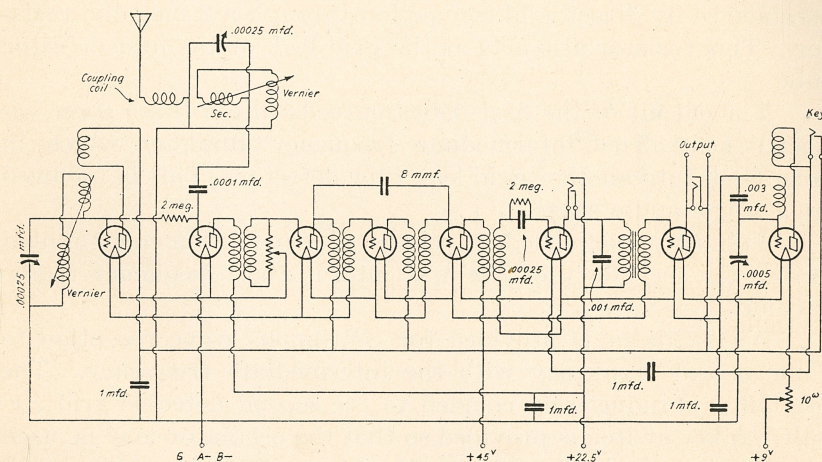 .00025 mfd.
Coupling
coil
Vernier
Sec.
Key
Output
.0001 mfd.
8 mmf.
2 meg.
2 meg.
.003
mfd.
.00025 mfd.
Vernier
.00025
mfd.
.001 mfd.
.0005
mfd.
1 mfd.
1 mfd.
1 mfd.
1 mfd.
10ω
G A- B-
+45v
+22.5v
+9v